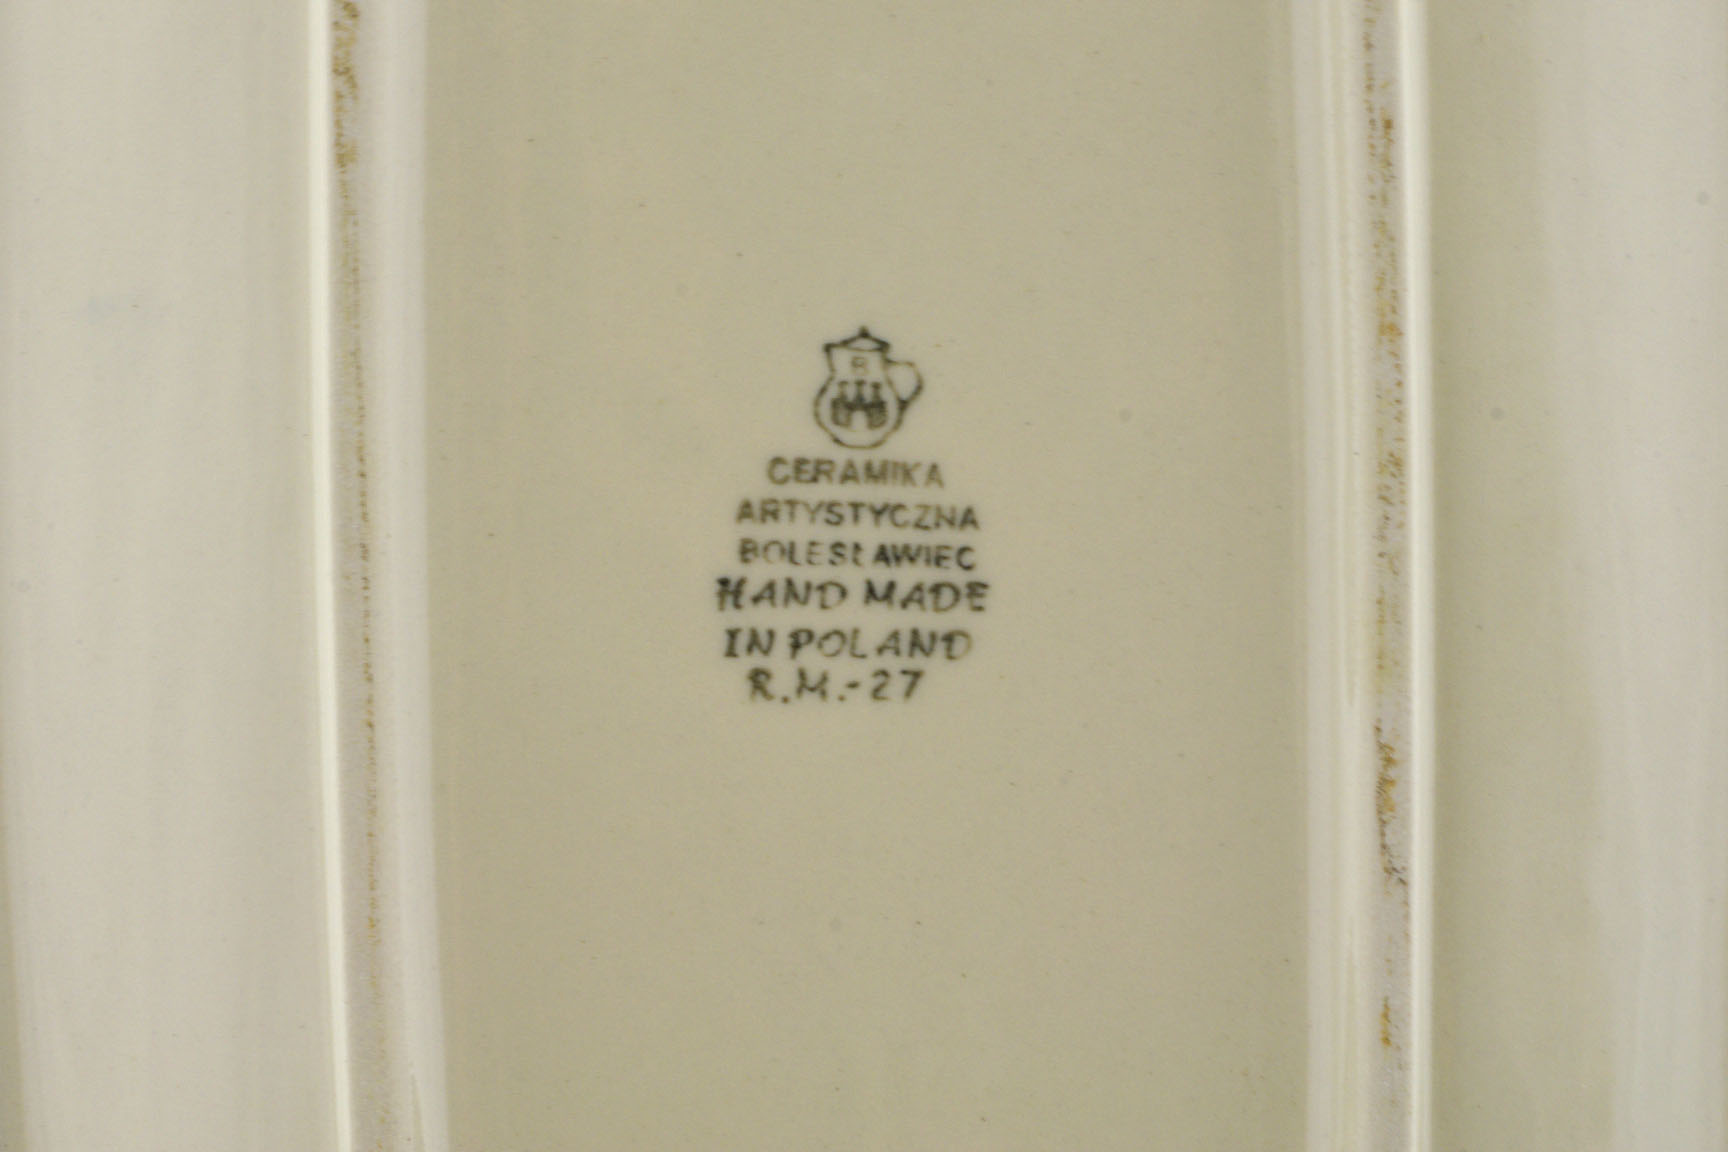 R
CERAMIKA
ARTYSTYCZNA
BOLESŁAWIEC
HAND MADE
IN POLAND
R.M.-27